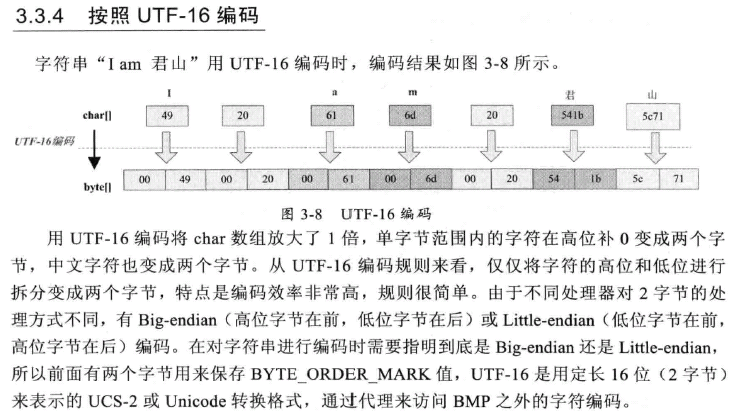 3.3.4 按照 UTF-16 编码
字符串“I am 君山”用 UTF-16 编码时，编码结果如图 3-8 所示。
I a m 君 山
char[] 49 20 61 6d 20 541b 5c71
UTF-16编码
byte[] 00 49 00 20 00 61 00 6d 00 20 54 1b 5c 71
图 3-8 UTF-16 编码
用 UTF-16 编码将 char 数组放大了 1 倍，单字节范围内的字符在高位补 0 变成两个字
节，中文字符也变成两个字节。从 UTF-16 编码规则来看，仅仅将字符的高位和低位进行
拆分变成两个字节，特点是编码效率非常高，规则很简单。由于不同处理器对 2 字节的处
理方式不同，有 Big-endian（高位字节在前，低位字节在后）或 Little-endian（低位字节在前，
高位字节在后）编码。在对字符串进行编码时需要指明到底是 Big-endian 还是 Little-endian，
所以前面有两个字节用来保存 BYTE_ORDER_MARK 值，UTF-16 是用定长 16 位（2 字节）
来表示的 UCS-2 或 Unicode 转换格式，通过代理来访问 BMP 之外的字符编码。